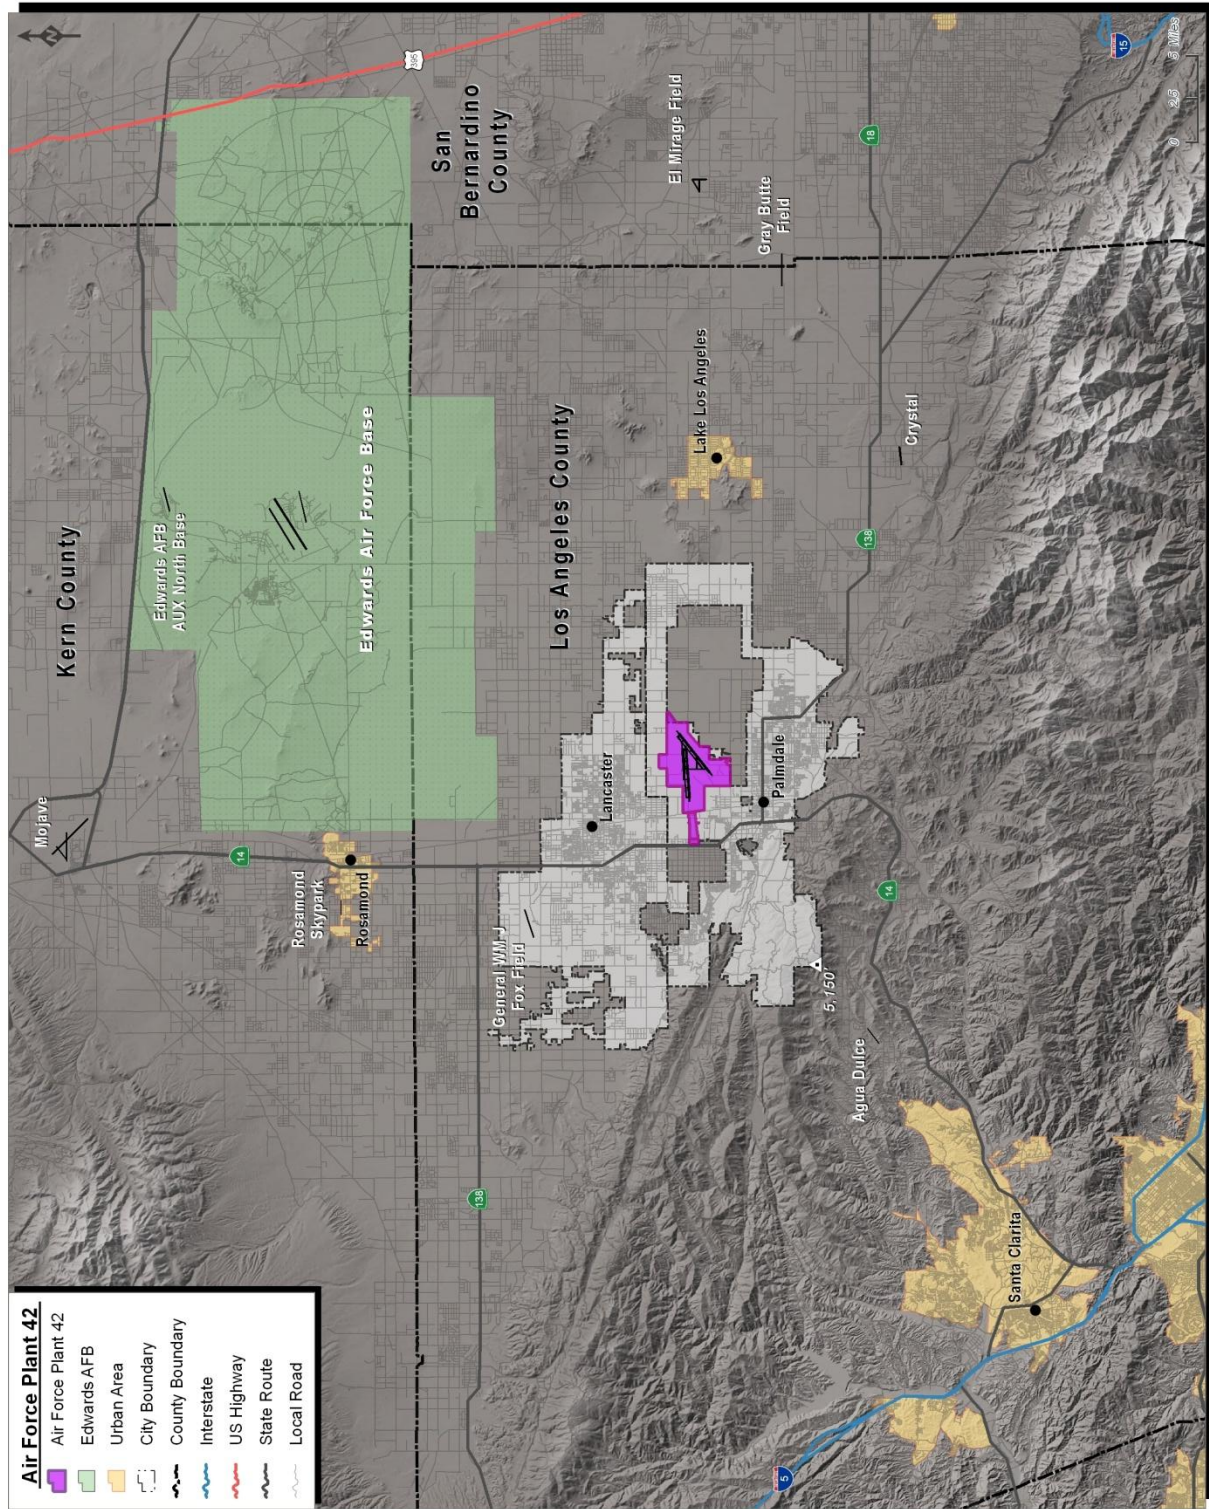 Air Force Plant 42
Air Force Plant 42
Edwards AFB
Urban Area
City Boundary
County Boundary
Interstate
US Highway
State Route
Local Road
N
Mojave
Kern County
14
Rosamond
Skypark
Rosamond
Edwards AFB
AUX North Base
Edwards Air Force Base
395
San
Bernardino
County
138
General WM J
Fox Field
Lancaster
Los Angeles County
El Mirage Field
Gray Butte
Field
Lake Los Angeles
Palmdale
5,150'
Agua Dulce
14
138
Crystal
18
15
Santa Clarita
5
0 2.5 5 Miles